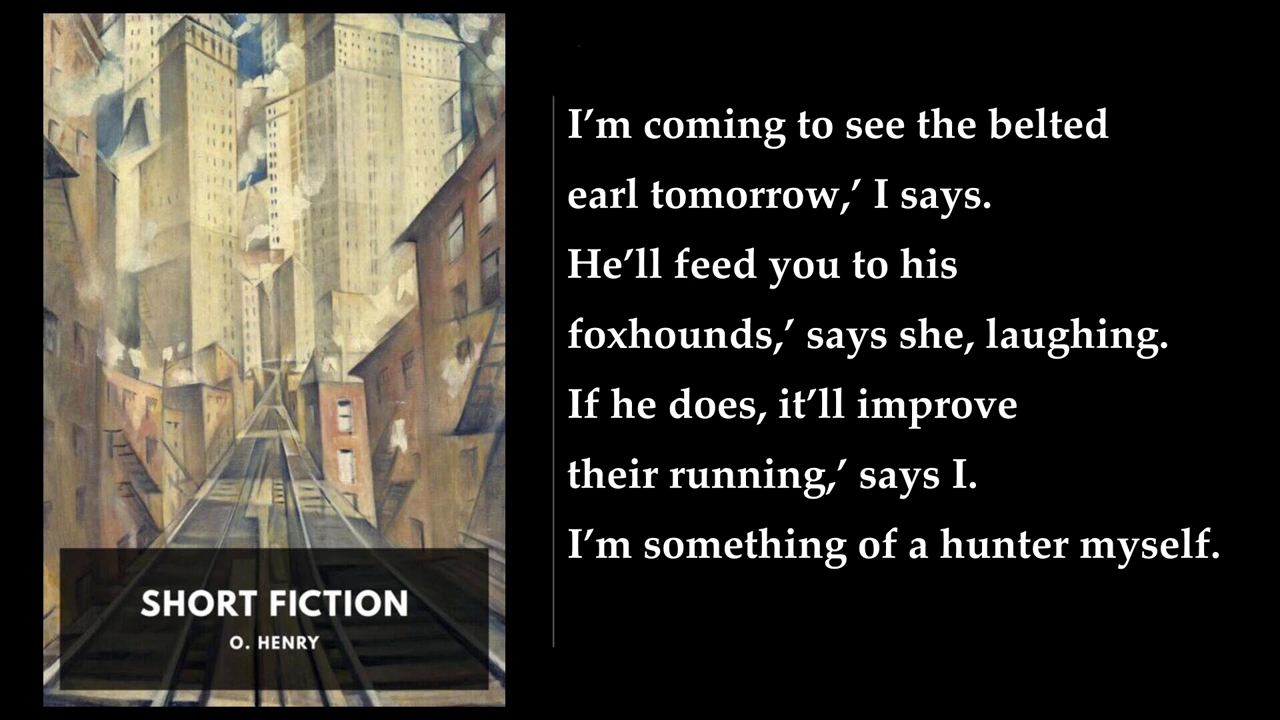 SHORT FICTION
O. HENRY
I’m coming to see the belted
earl tomorrow,’ I says.
He’ll feed you to his
foxhounds,’ says she, laughing.
If he does, it’ll improve
their running,’ says I.
I’m something of a hunter myself.